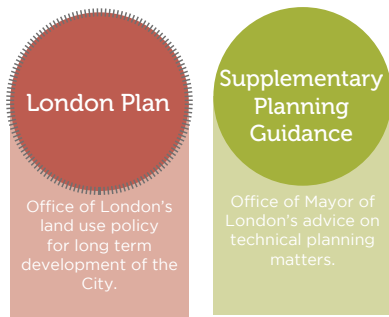 London Plan
Office of London's
land use policy
for long term
development of the
City.
Supplementary
Planning
Guidance
Office of Mayor of
London's advice on
technical planning
matters.